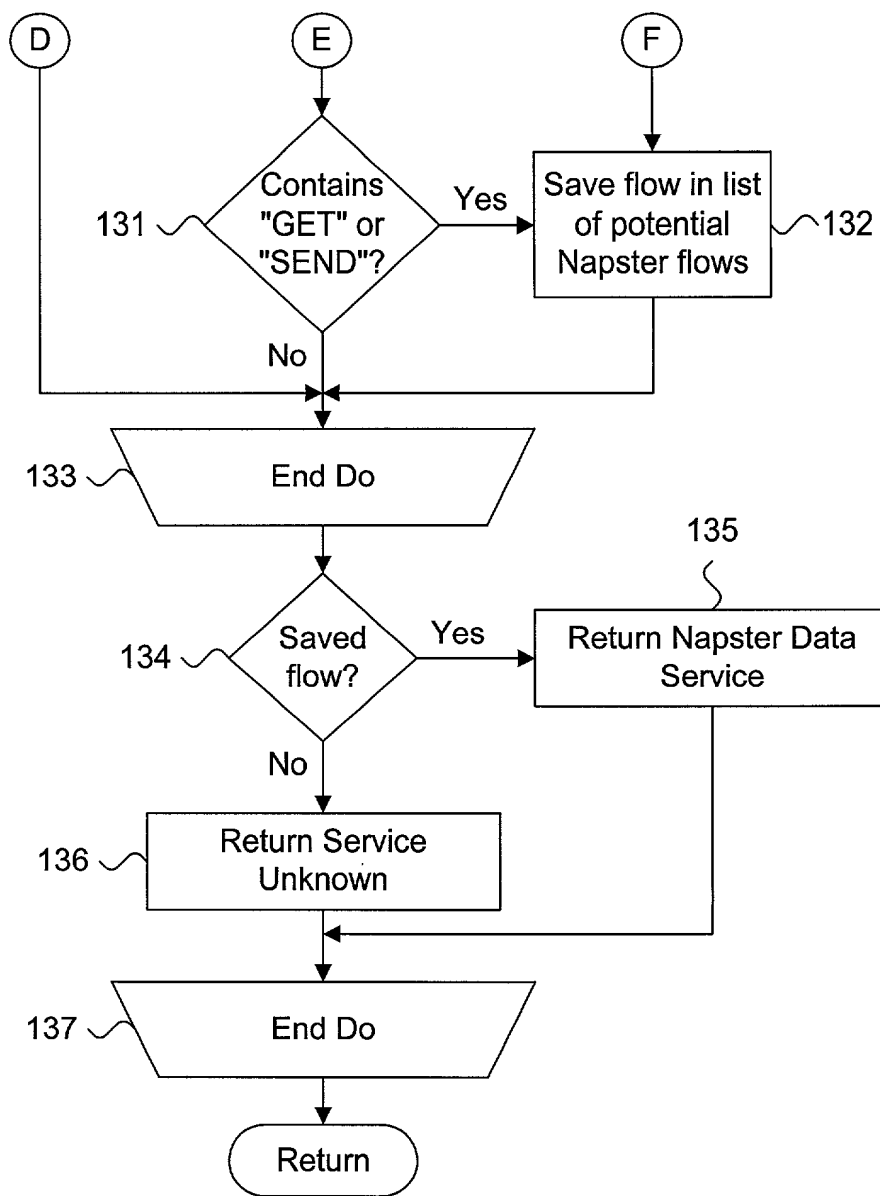 D
E
F
Contains
"GET" or
"SEND"?
131
Yes
Save flow in list
of potential
Napster flows
132
No
133
End Do
134
Saved
flow?
Yes
135
Return Napster Data
Service
No
136
Return Service
Unknown
137
End Do
Return